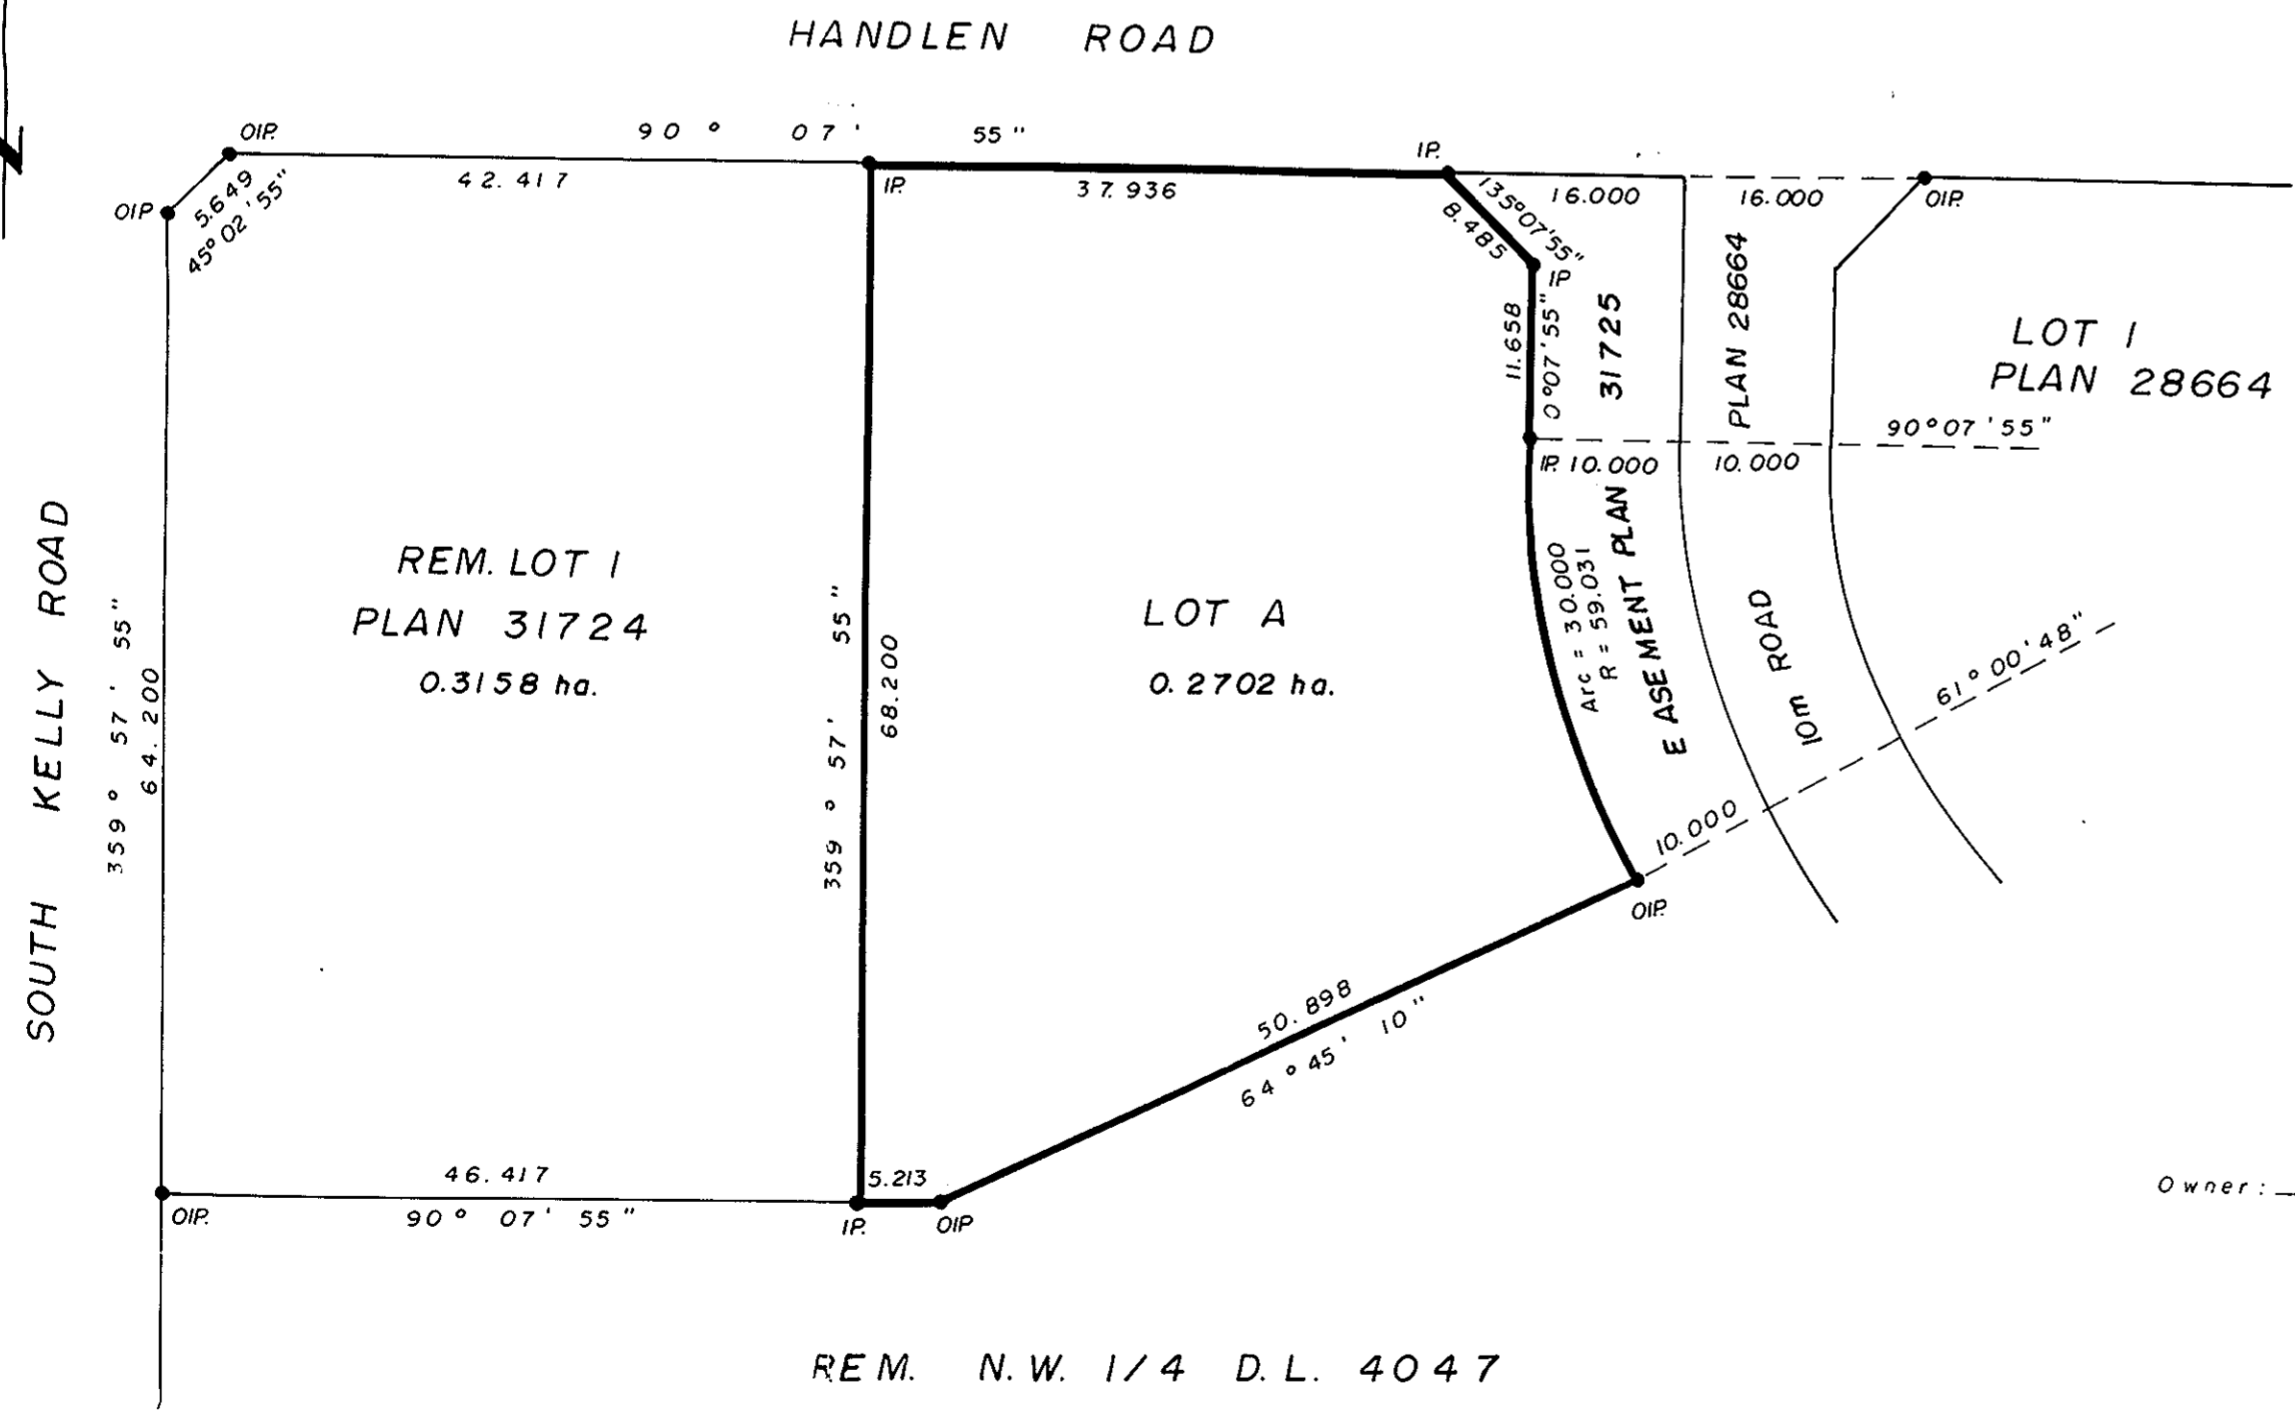 HANDLEN ROAD
OIP.
90° 07' 55"
IP.
OIP
5.649
45° 02' 55"
42.417
IP.
37.936
135°07'55"
8.485
16.000
16.000
OIP.
IP
11.658
0°07'55"
31725
PLAN 28664
LOT 1
PLAN 28664
90°07'55"
IP. 10.000
10.000
EASEMENT PLAN
Arc = 30.000
R = 59.031
10m ROAD
61° 00' 48"
10.000
OIP.
SOUTH KELLY ROAD
359° 57' 55"
64.200
REM. LOT 1
PLAN 31724
0.3158 ha.
359° 57' 55"
68.200
LOT A
0.2702 ha.
50.898
64° 45' 10"
46.417
5.213
OIP.
90° 07' 55"
IP.
OIP
Owner:
REM. N.W. 1/4 D.L. 4047